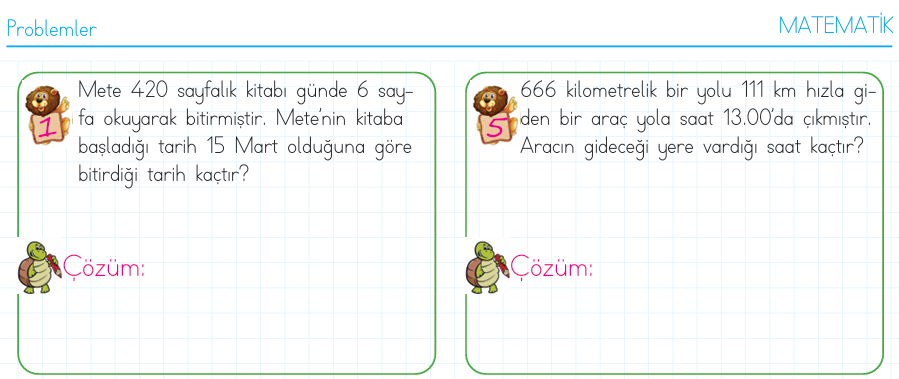 Problemler
MATEMATİK
1
Mete 420 sayfalık kitabı günde 6 say-
fa okuyarak bitirmiştir. Mete'nin kitaba
başladığı tarih 15 Mart olduğuna göre
bitirdiği tarih kaçtır?
Çözüm:
5
666 kilometrelik bir yolu 111 km hızla gi-
den bir araç yola saat 13.00'da çıkmıştır.
Aracın gideceği yere vardığı saat kaçtır?
Çözüm: